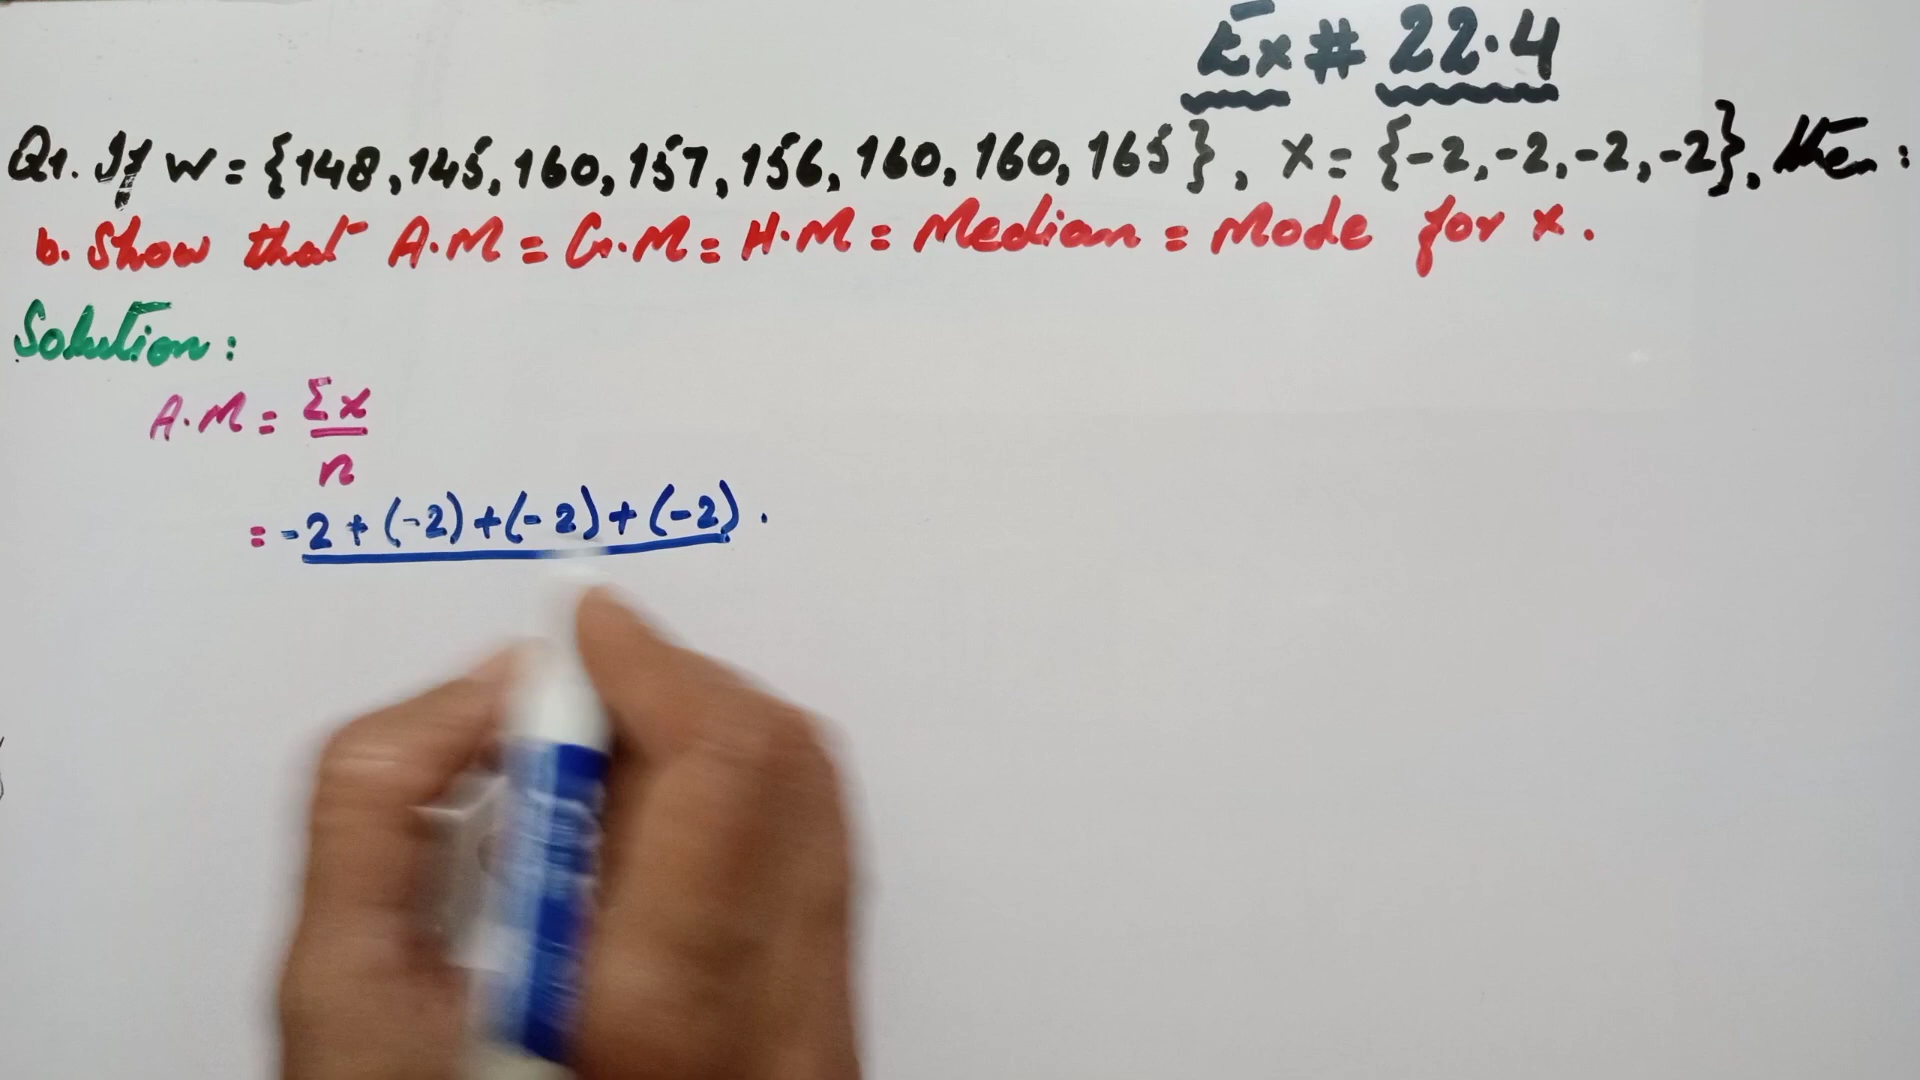 Ex # 22.4
Q1. If W = {148, 145, 160, 157, 156, 160, 160, 165}, X = {-2, -2, -2, -2}, then:
b. Show that A.M = G.M = H.M = Median = Mode for x.
Solution:
A.M = Σx
n
= -2 + (-2) + (-2) + (-2).